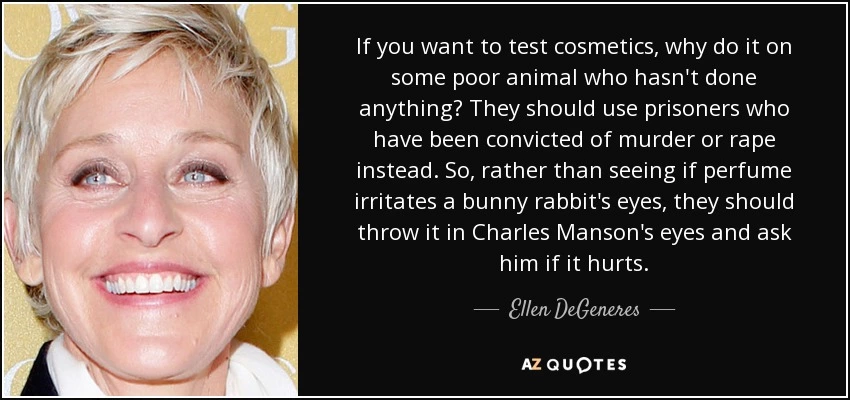 If you want to test cosmetics, why do it on
some poor animal who hasn't done
anything? They should use prisoners who
have been convicted of murder or rape
instead. So, rather than seeing if perfume
irritates a bunny rabbit's eyes, they should
throw it in Charles Manson's eyes and ask
him if it hurts.
Ellen DeGeneres
AZ QUOTES